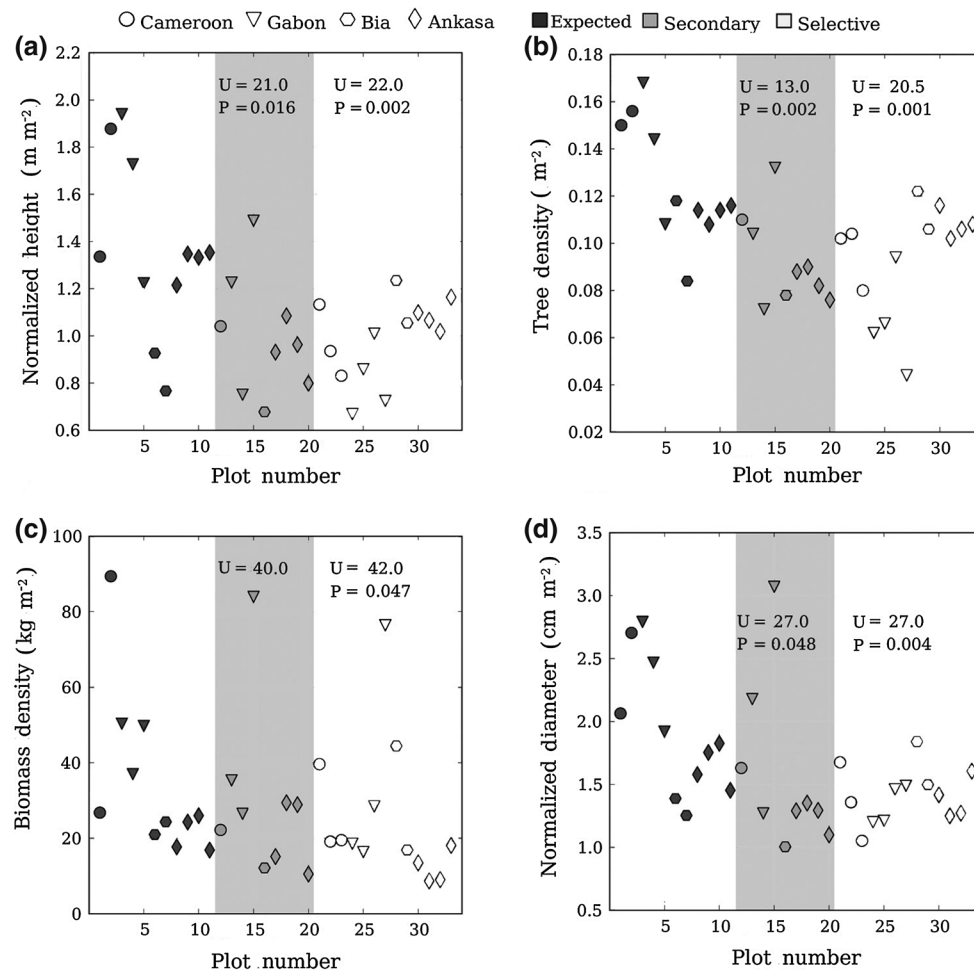 Cameroon Gabon Bia Ankasa Expected Secondary Selective
(a)
2.2
2.0
1.8
1.6
1.4
1.2
1.0
0.8
0.6
Normalized height (m m⁻²)
U = 21.0
P = 0.016
U = 22.0
P = 0.002
5 10 15 20 25 30
Plot number
(b)
0.18
0.16
0.14
0.12
0.10
0.08
0.06
0.04
0.02
Tree density ( m⁻²)
U = 13.0
P = 0.002
U = 20.5
P = 0.001
5 10 15 20 25 30
Plot number
(c)
100
80
60
40
20
0
Biomass density (kg m⁻²)
U = 40.0
U = 42.0
P = 0.047
5 10 15 20 25 30
Plot number
(d)
3.5
3.0
2.5
2.0
1.5
1.0
0.5
Normalized diameter (cm m⁻²)
U = 27.0
P = 0.048
U = 27.0
P = 0.004
5 10 15 20 25 30
Plot number